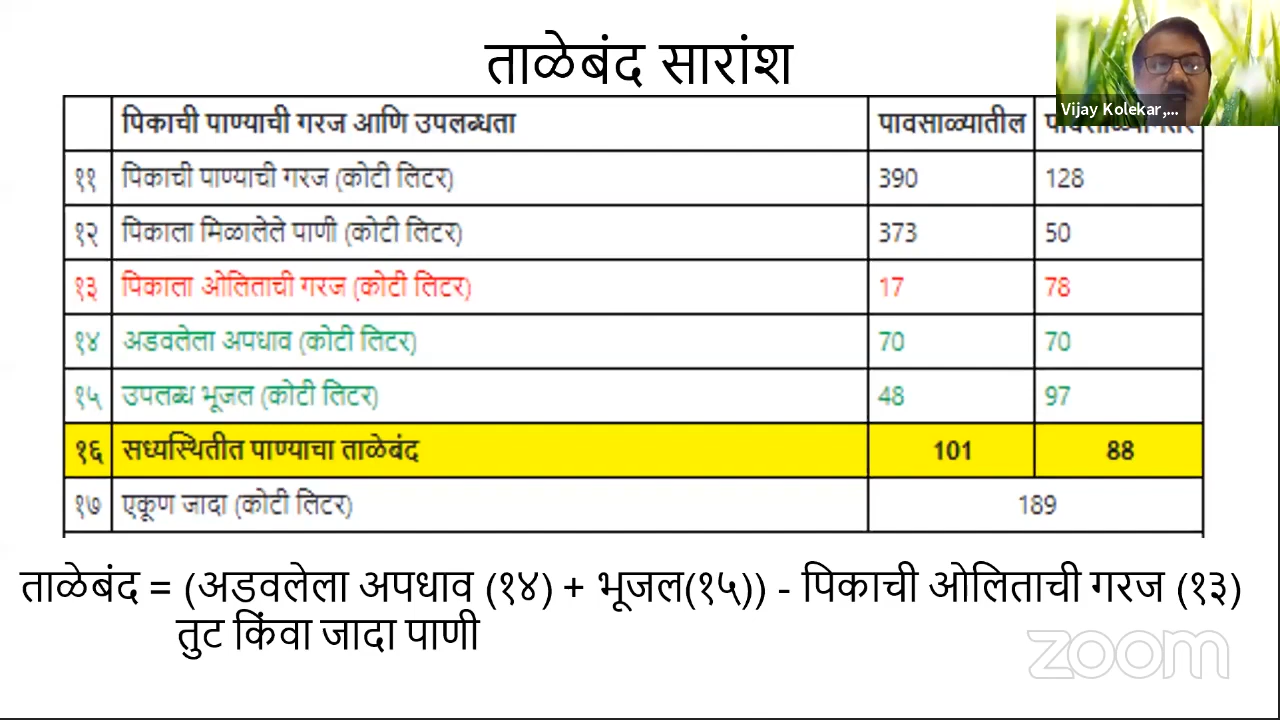 ताळेबंद सारांश
Vijay Kolekar,...
पिकाची पाण्याची गरज आणि उपलब्धता पावसाळ्यातील
११ पिकाची पाण्याची गरज (कोटी लिटर) 390 128
१२ पिकाला मिळालेले पाणी (कोटी लिटर) 373 50
१३ पिकाला ओलिताची गरज (कोटी लिटर) 17 78
१४ अडवलेला अपधाव (कोटी लिटर) 70 70
१५ उपलब्ध भूजल (कोटी लिटर) 48 97
१६ सध्यस्थितीत पाण्याचा ताळेबंद 101 88
१७ एकूण जादा (कोटी लिटर) 189
ताळेबंद = (अडवलेला अपधाव (१४) + भूजल(१५)) - पिकाची ओलिताची गरज (१३)
तुट किंवा जादा पाणी
zoom